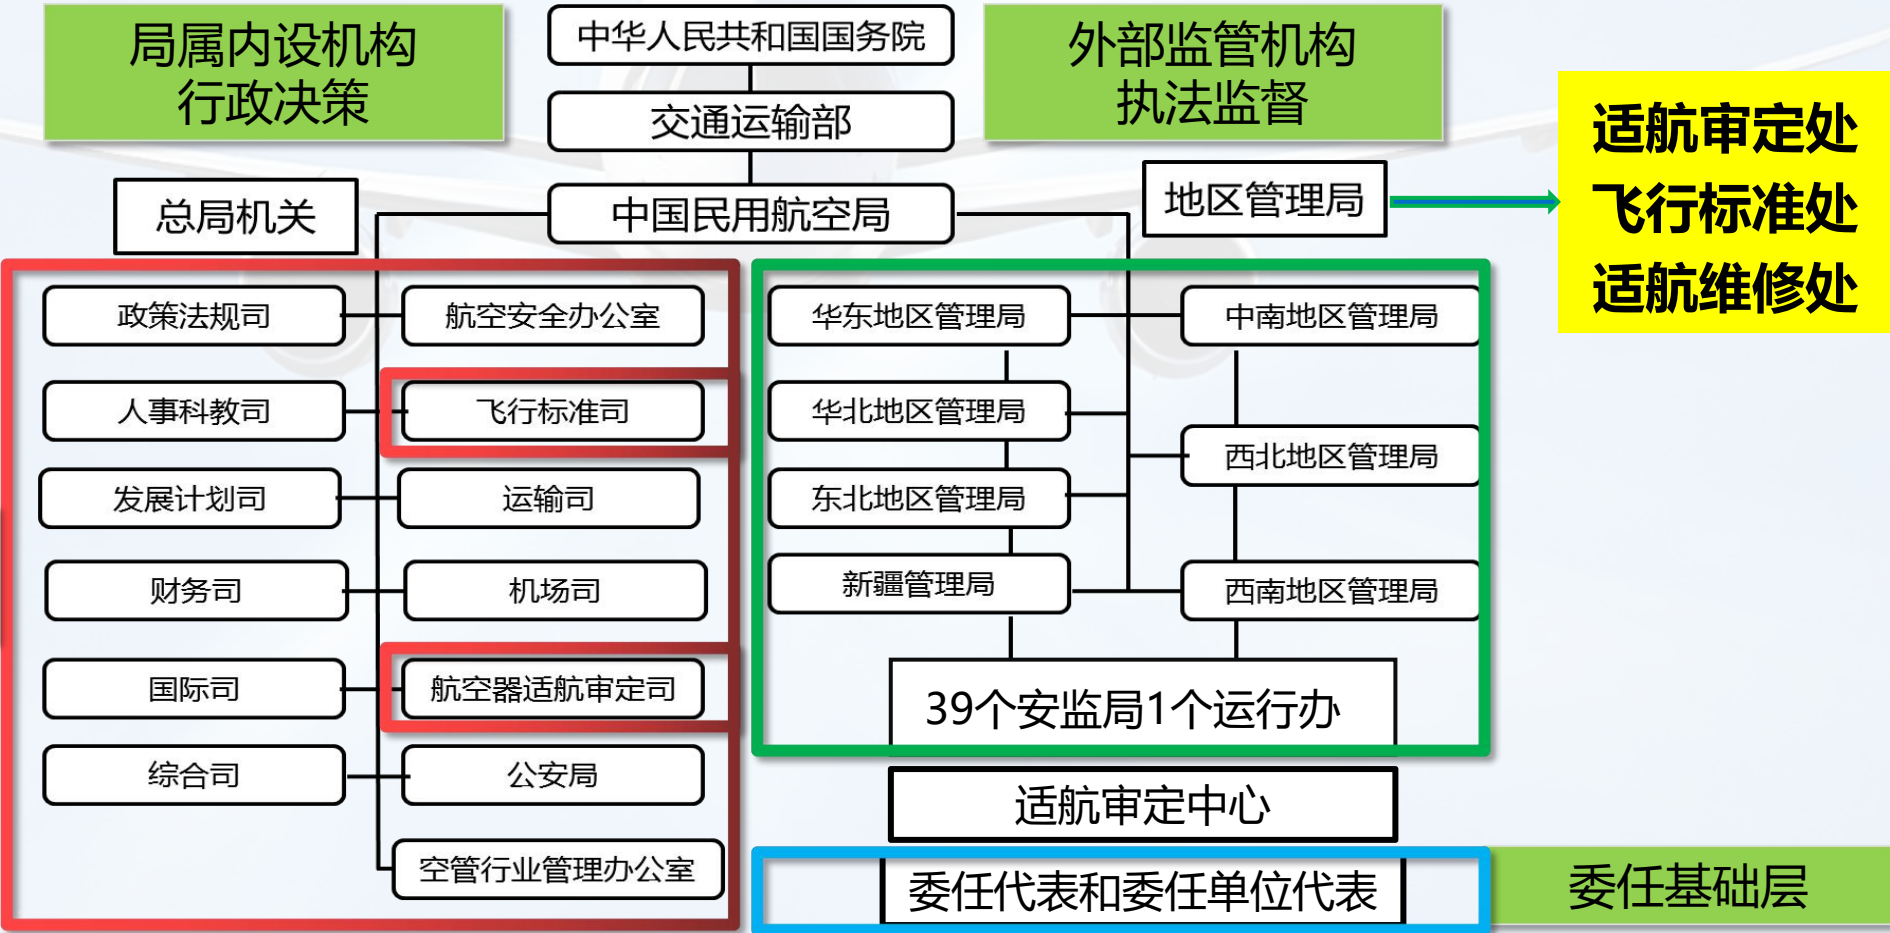 局属内设机构
行政决策
中华人民共和国国务院
交通运输部
中国民用航空局
外部监管机构
执法监督
总局机关
地区管理局
适航审定处
飞行标准处
适航维修处
政策法规司
航空安全办公室
人事科教司
飞行标准司
发展计划司
运输司
财务司
机场司
国际司
航空器适航审定司
综合司
公安局
空管行业管理办公室
华东地区管理局
中南地区管理局
华北地区管理局
西北地区管理局
东北地区管理局
新疆管理局
西南地区管理局
39个安监局1个运行办
适航审定中心
委任代表和委任单位代表
委任基础层